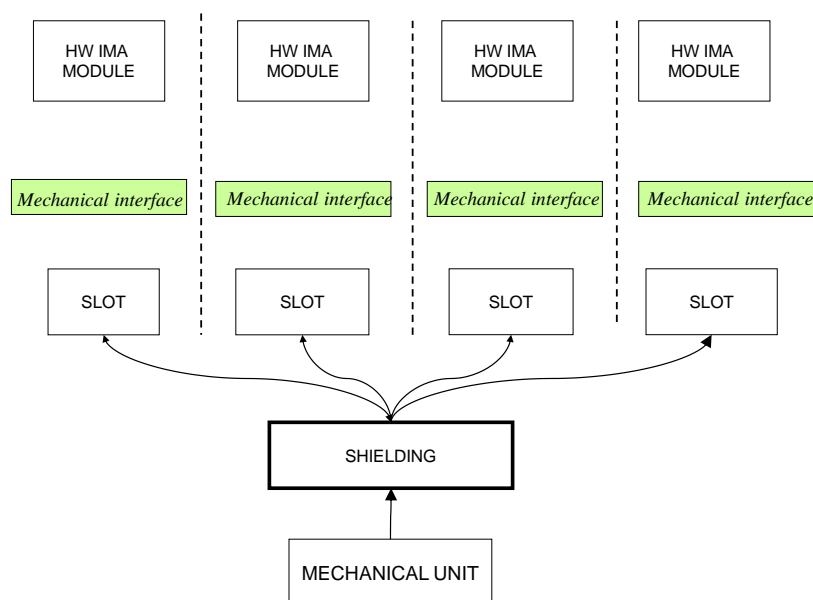 HW IMA
MODULE
HW IMA
MODULE
HW IMA
MODULE
HW IMA
MODULE
Mechanical interface
Mechanical interface
Mechanical interface
Mechanical interface
SLOT
SLOT
SLOT
SLOT
SHIELDING
MECHANICAL UNIT